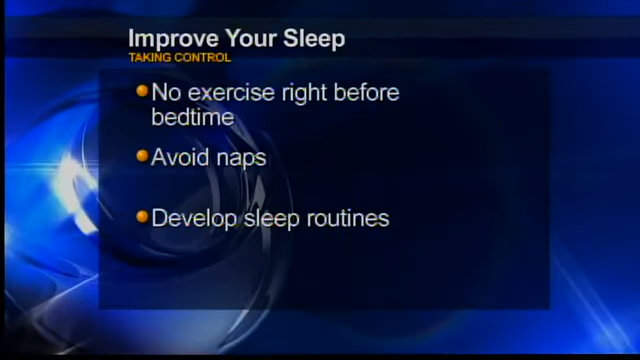 Improve Your Sleep
TAKING CONTROL
No exercise right before
bedtime
Avoid naps
Develop sleep routines